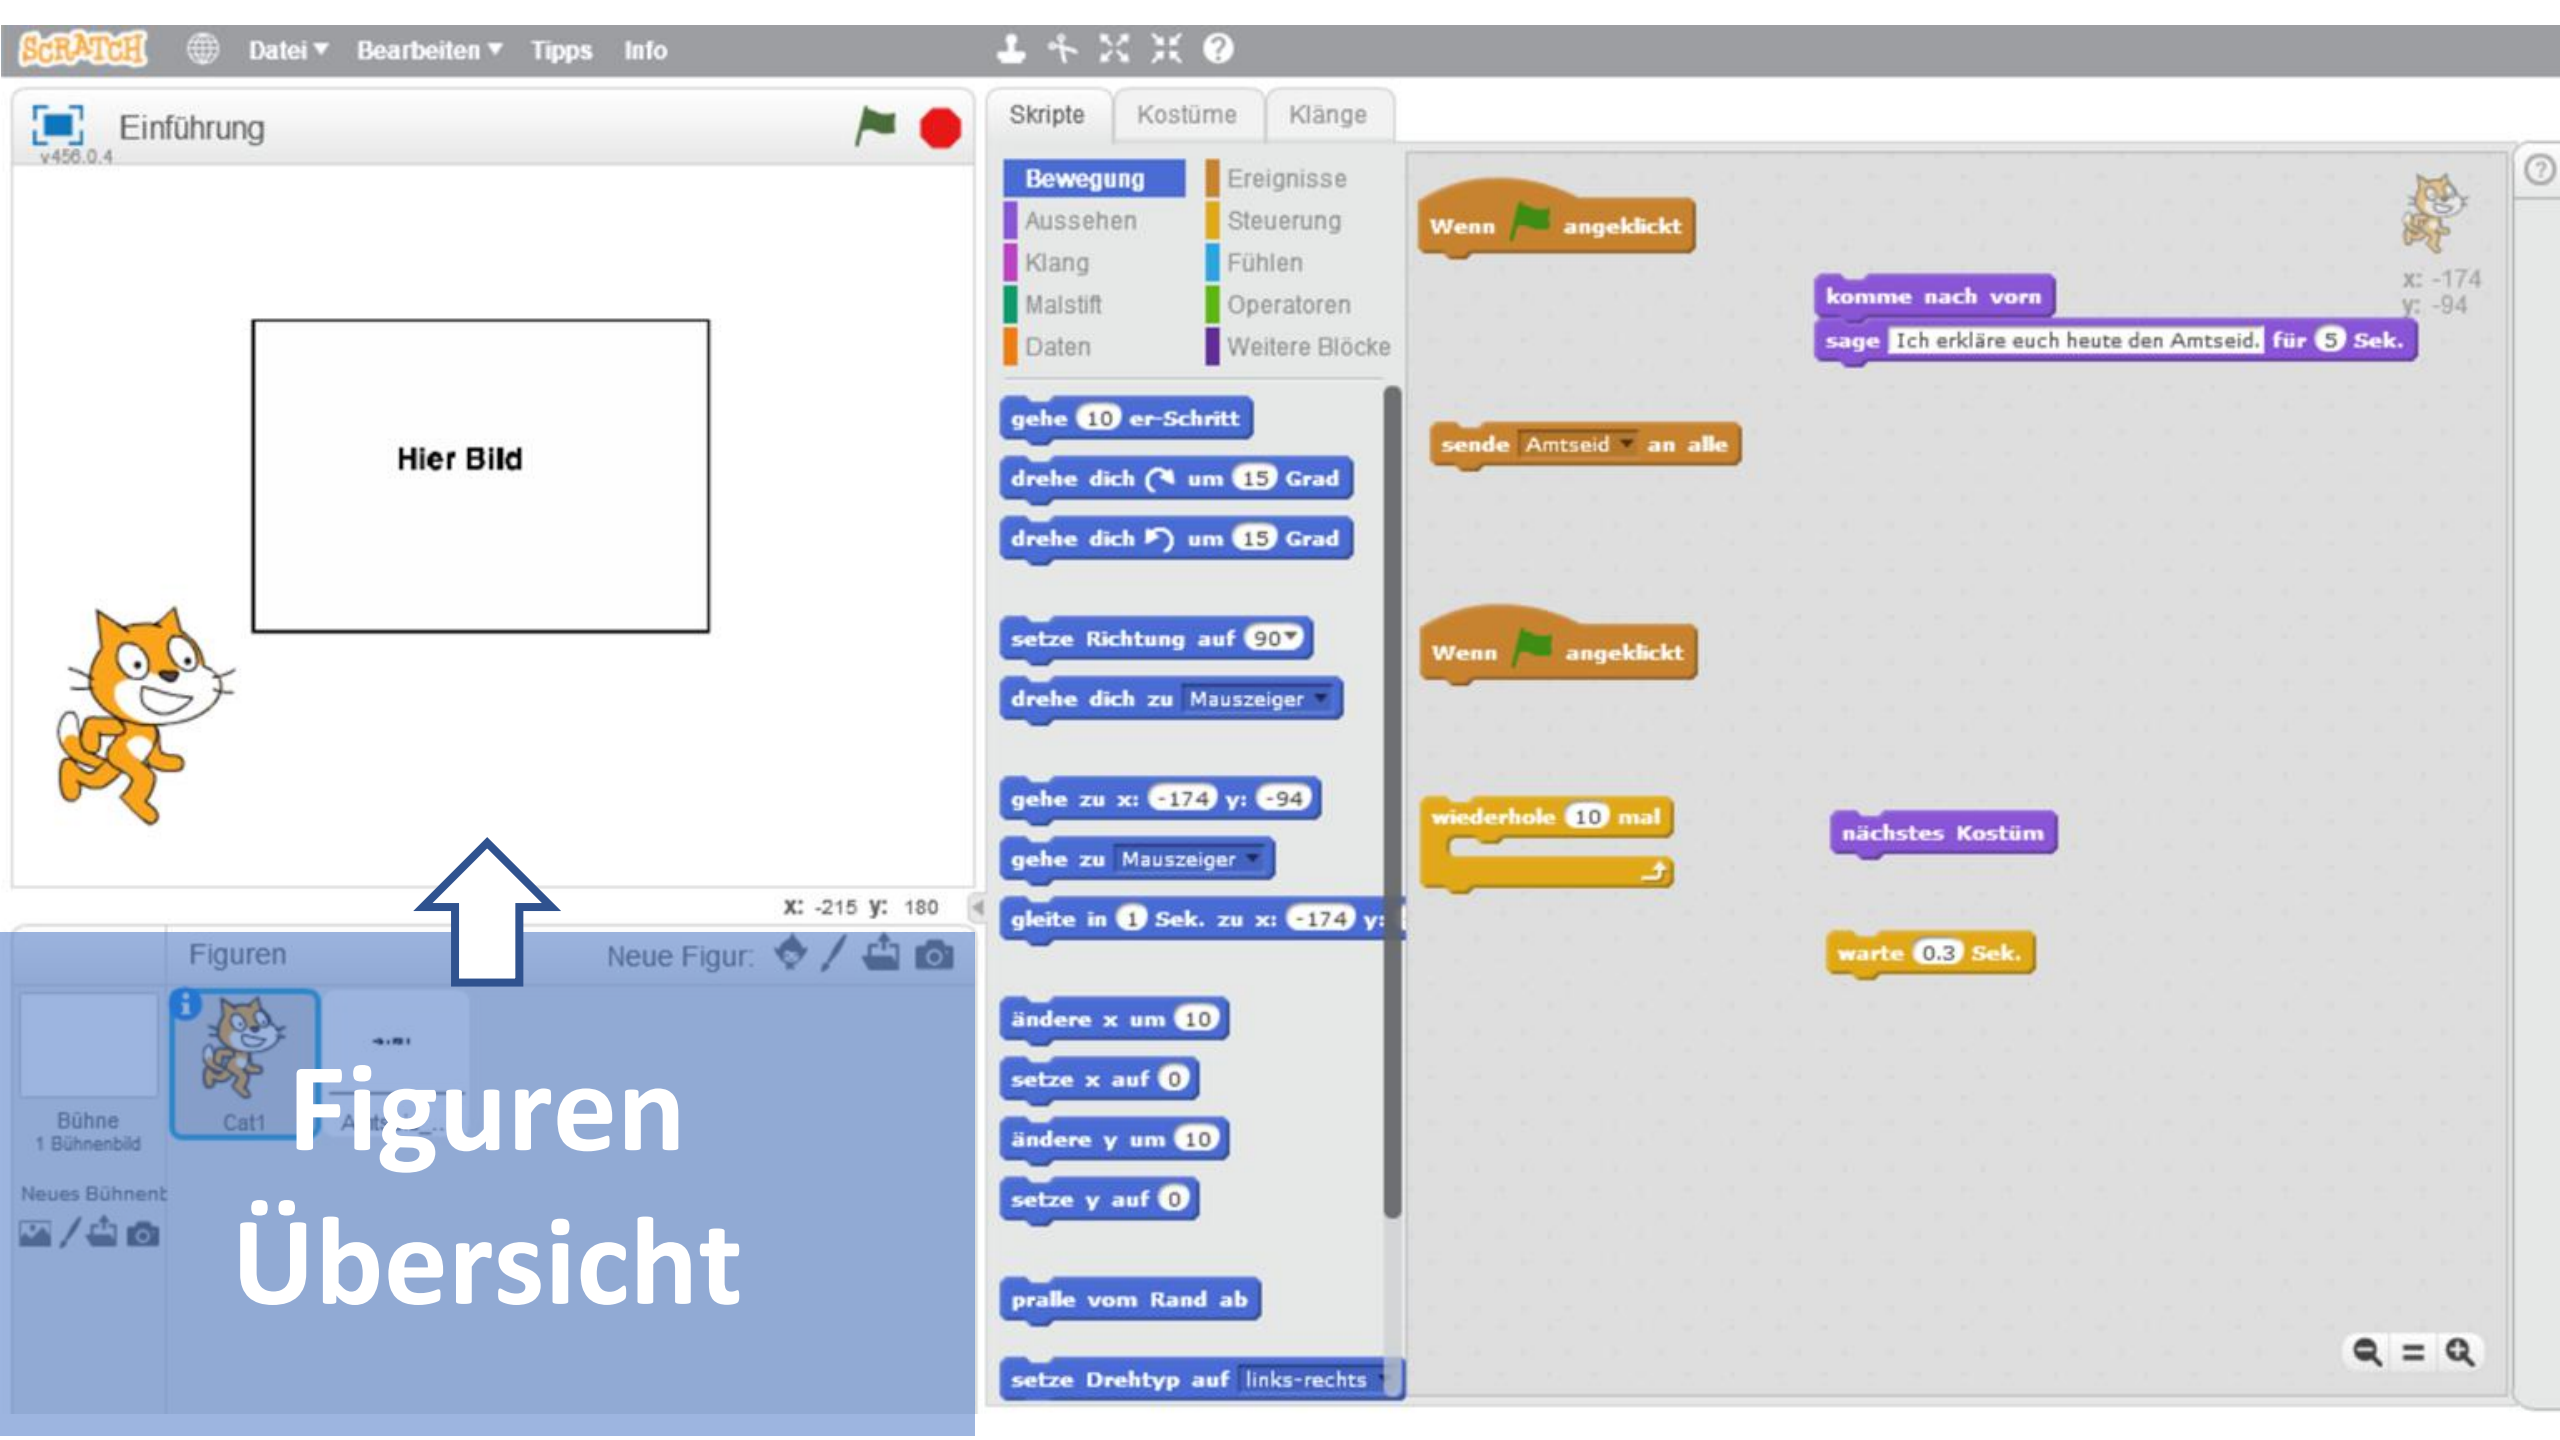 SCRATCH Datei Bearbeiten Tipps Info
Einführung
v456.0.4
Hier Bild
X: -215 y: 180
Figuren Neue Figur:
Bühne
1 Bühnenbild
Neues Bühnenb
Cat1
Figuren
Übersicht
Skripte Kostüme Klänge
Bewegung Ereignisse
Aussehen Steuerung
Klang Fühlen
Malstift Operatoren
Daten Weitere Blöcke
gehe 10 er-Schritt
drehe dich um 15 Grad
drehe dich um 15 Grad
setze Richtung auf 90
drehe dich zu Mauszeiger
gehe zu x: -174 y: -94
gehe zu Mauszeiger
gleite in 1 Sek. zu x: -174 y:
ändere x um 10
setze x auf 0
ändere y um 10
setze y auf 0
pralle vom Rand ab
setze Drehtyp auf links-rechts
Wenn angeklickt
komme nach vorn
sage Ich erkläre euch heute den Amtseid. für 5 Sek.
x: -174
y: -94
sende Amtseid an alle
Wenn angeklickt
wiederhole 10 mal
nächstes Kostüm
warte 0.3 Sek.